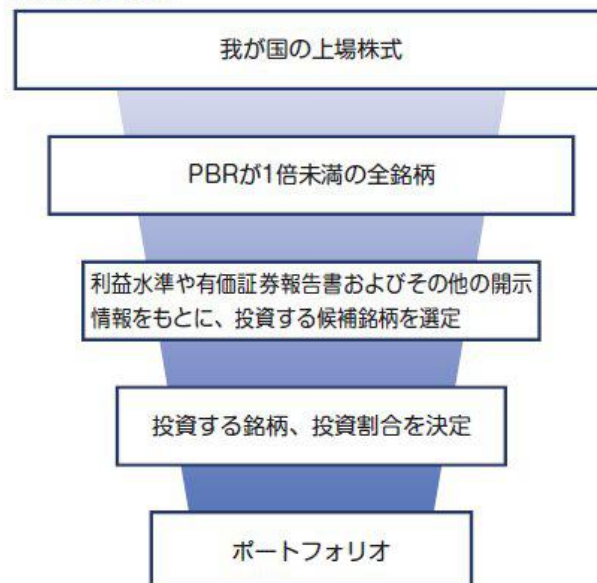 我が国の上場株式
PBRが1倍未満の全銘柄
利益水準や有価証券報告書およびその他の開示
情報をもとに、投資する候補銘柄を選定
投資する銘柄、投資割合を決定
ポートフォリオ